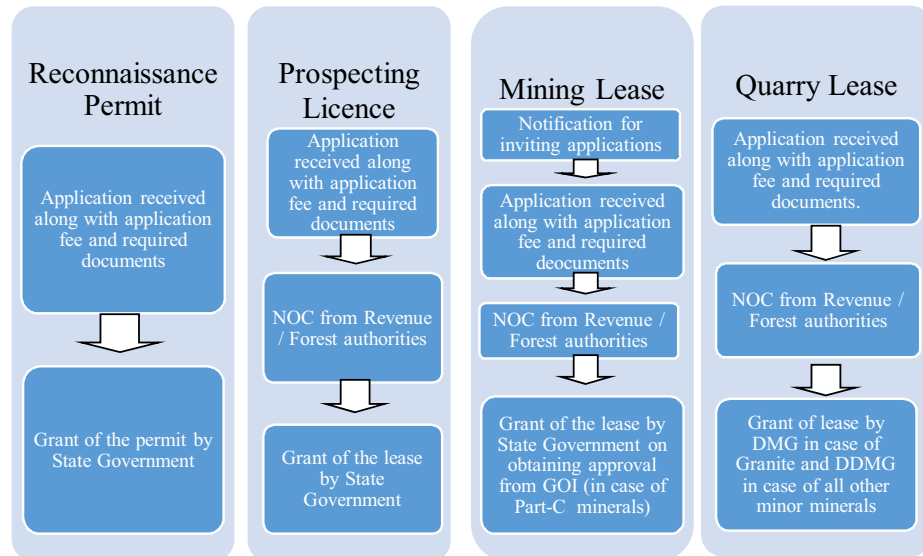 Reconnaissance
Permit
Application received
along with application
fee and required
documents
Grant of the permit by
State Government
Prospecting
Licence
Application
received along
with application
fee and required
documents
NOC from Revenue
/ Forest authorities
Grant of the lease
by State
Government
Mining Lease
Notification for
inviting applications
Application received
along with application
fee and required
deocuments
NOC from Revenue /
Forest authorities
Grant of the lease by
State Government on
obtaining approval
from GOI (in case of
Part-C minerals)
Quarry Lease
Application received
along with application
fee and required
documents.
NOC from Revenue /
Forest authorities
Grant of lease by
DMG in case of
Granite and DDMG
in case of all other
minor minerals